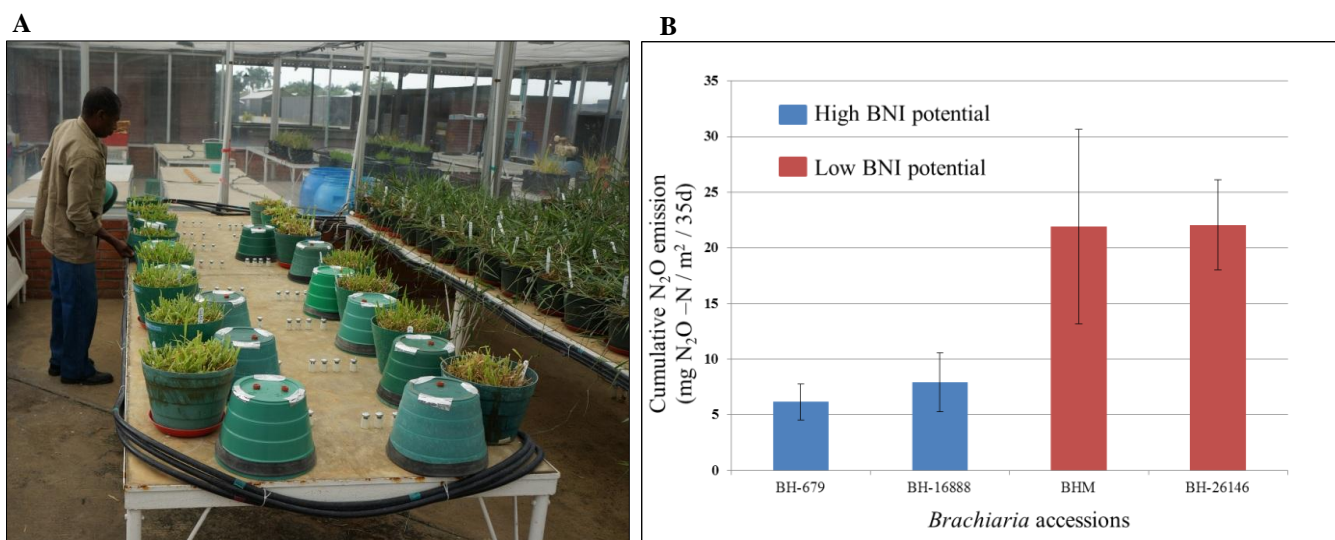 A
B
35
30
25
20
15
10
5
0
Cumulative N₂O emission
(mg N₂O –N / m² / 35d)
High BNI potential
Low BNI potential
BH-679 BH-16888 BHM BH-26146
Brachiaria accessions